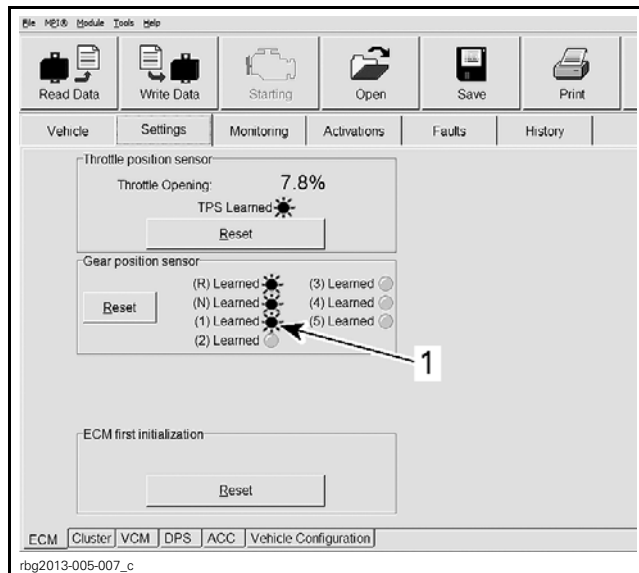 File MPI® Module Tools Help
Read Data Write Data Starting Open Save Print
Vehicle Settings Monitoring Activations Faults History
Throttle position sensor
Throttle Opening: 7.8%
TPS Learned
Reset
Gear position sensor
(R) Learned (3) Learned
Reset (N) Learned (4) Learned
(1) Learned (5) Learned
(2) Learned
1
ECM first initialization
Reset
ECM Cluster VCM DPS ACC Vehicle Configuration
rbg2013-005-007_c